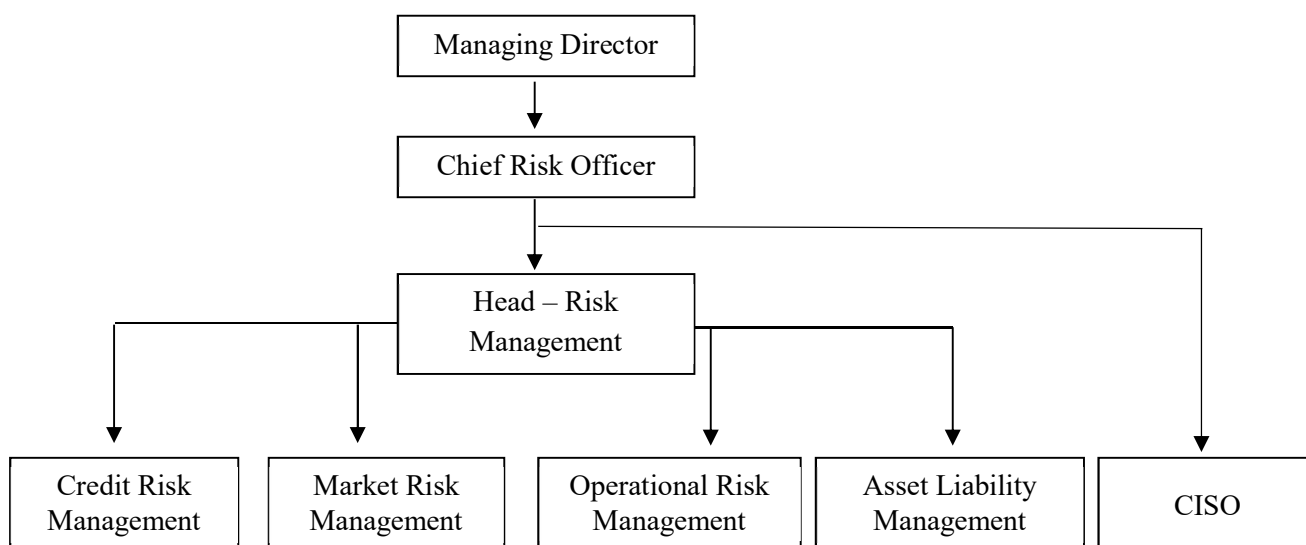 Managing Director
Chief Risk Officer
Head – Risk
Management
Credit Risk
Management
Market Risk
Management
Operational Risk
Management
Asset Liability
Management
CISO